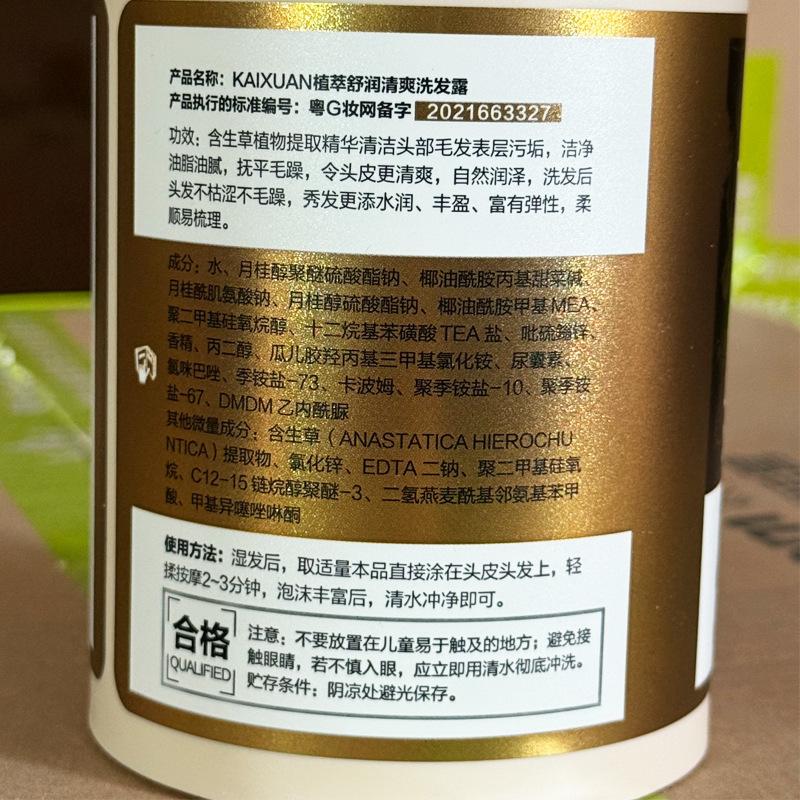 产品名称：KAIXUAN植萃舒润清爽洗发露
产品执行的标准编号：粤G妆网备字 2021663327
功效：含生草植物提取精华清洁头部毛发表层污垢，洁净
油脂油腻，抚平毛躁，令头皮更清爽，自然润泽，洗发后
头发不枯涩不毛躁，秀发更添水润、丰盈、富有弹性，柔
顺易梳理。
成分：水、月桂醇聚醚硫酸酯钠、椰油酰胺丙基甜菜碱、
月桂酰肌氨酸钠、月桂醇硫酸酯钠、椰油酰胺甲基MEA、
聚二甲基硅氧烷醇、十二烷基苯磺酸TEA盐、吡硫鎓锌、
香精、丙二醇、瓜儿胶羟丙基三甲基氯化铵、尿囊素、
氯咪巴唑、季铵盐-73、卡波姆、聚季铵盐-10、聚季铵
盐-67、DMDM乙内酰脲
其他微量成分：含生草（ANASTATICA HIEROCHU
NTICA）提取物、氯化锌、EDTA二钠、聚二甲基硅氧
烷、C12-15链烷醇聚醚-3、二氢燕麦酰基邻氨基苯甲
酸、甲基异噻唑啉酮
使用方法：湿发后，取适量本品直接涂在头皮头发上，轻
揉按摩2~3分钟，泡沫丰富后，清水冲净即可。
合格
QUALIFIED
注意：不要放置在儿童易于触及的地方；避免接
触眼睛，若不慎入眼，应立即用清水彻底冲洗。
贮存条件：阴凉处避光保存。